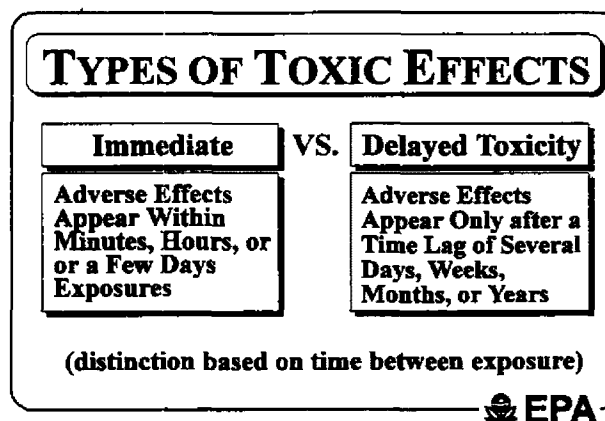 TYPES OF TOXIC EFFECTS
Immediate VS. Delayed Toxicity
Adverse Effects
Appear Within
Minutes, Hours, or
or a Few Days
Exposures
Adverse Effects
Appear Only after a
Time Lag of Several
Days, Weeks,
Months, or Years
(distinction based on time between exposure)
EPA